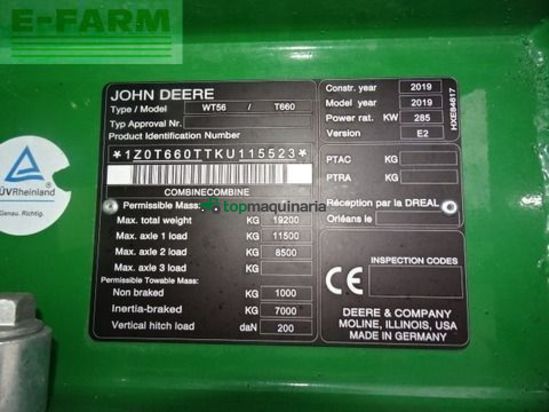 E-FARM
JOHN DEERE
Type / Model WT56 / T660
Typ Approval Nr.
Product Identification Number
*1Z0T660TTKU115523*
COMBINECOMBINE
Permissible Mass:
Max. total weight KG 19200
Max. axle 1 load KG 11500
Max. axle 2 load KG 8500
Max. axle 3 load KG
Permissible Towable Mass:
Non braked KG 1000
Inertia-braked KG 7000
Vertical hitch load daN 200
Constr. year 2019
Model year 2019
Power rat. KW 285
Version E2
HXE84817
PTAC KG
PTRA KG
Réception par la DREAL
Orléans le
INSPECTION CODES:
CE
DEERE & COMPANY
MOLINE, ILLINOIS, USA
MADE IN GERMANY
topmaquinaria
TÜVRheinland
Genau. Richtig.